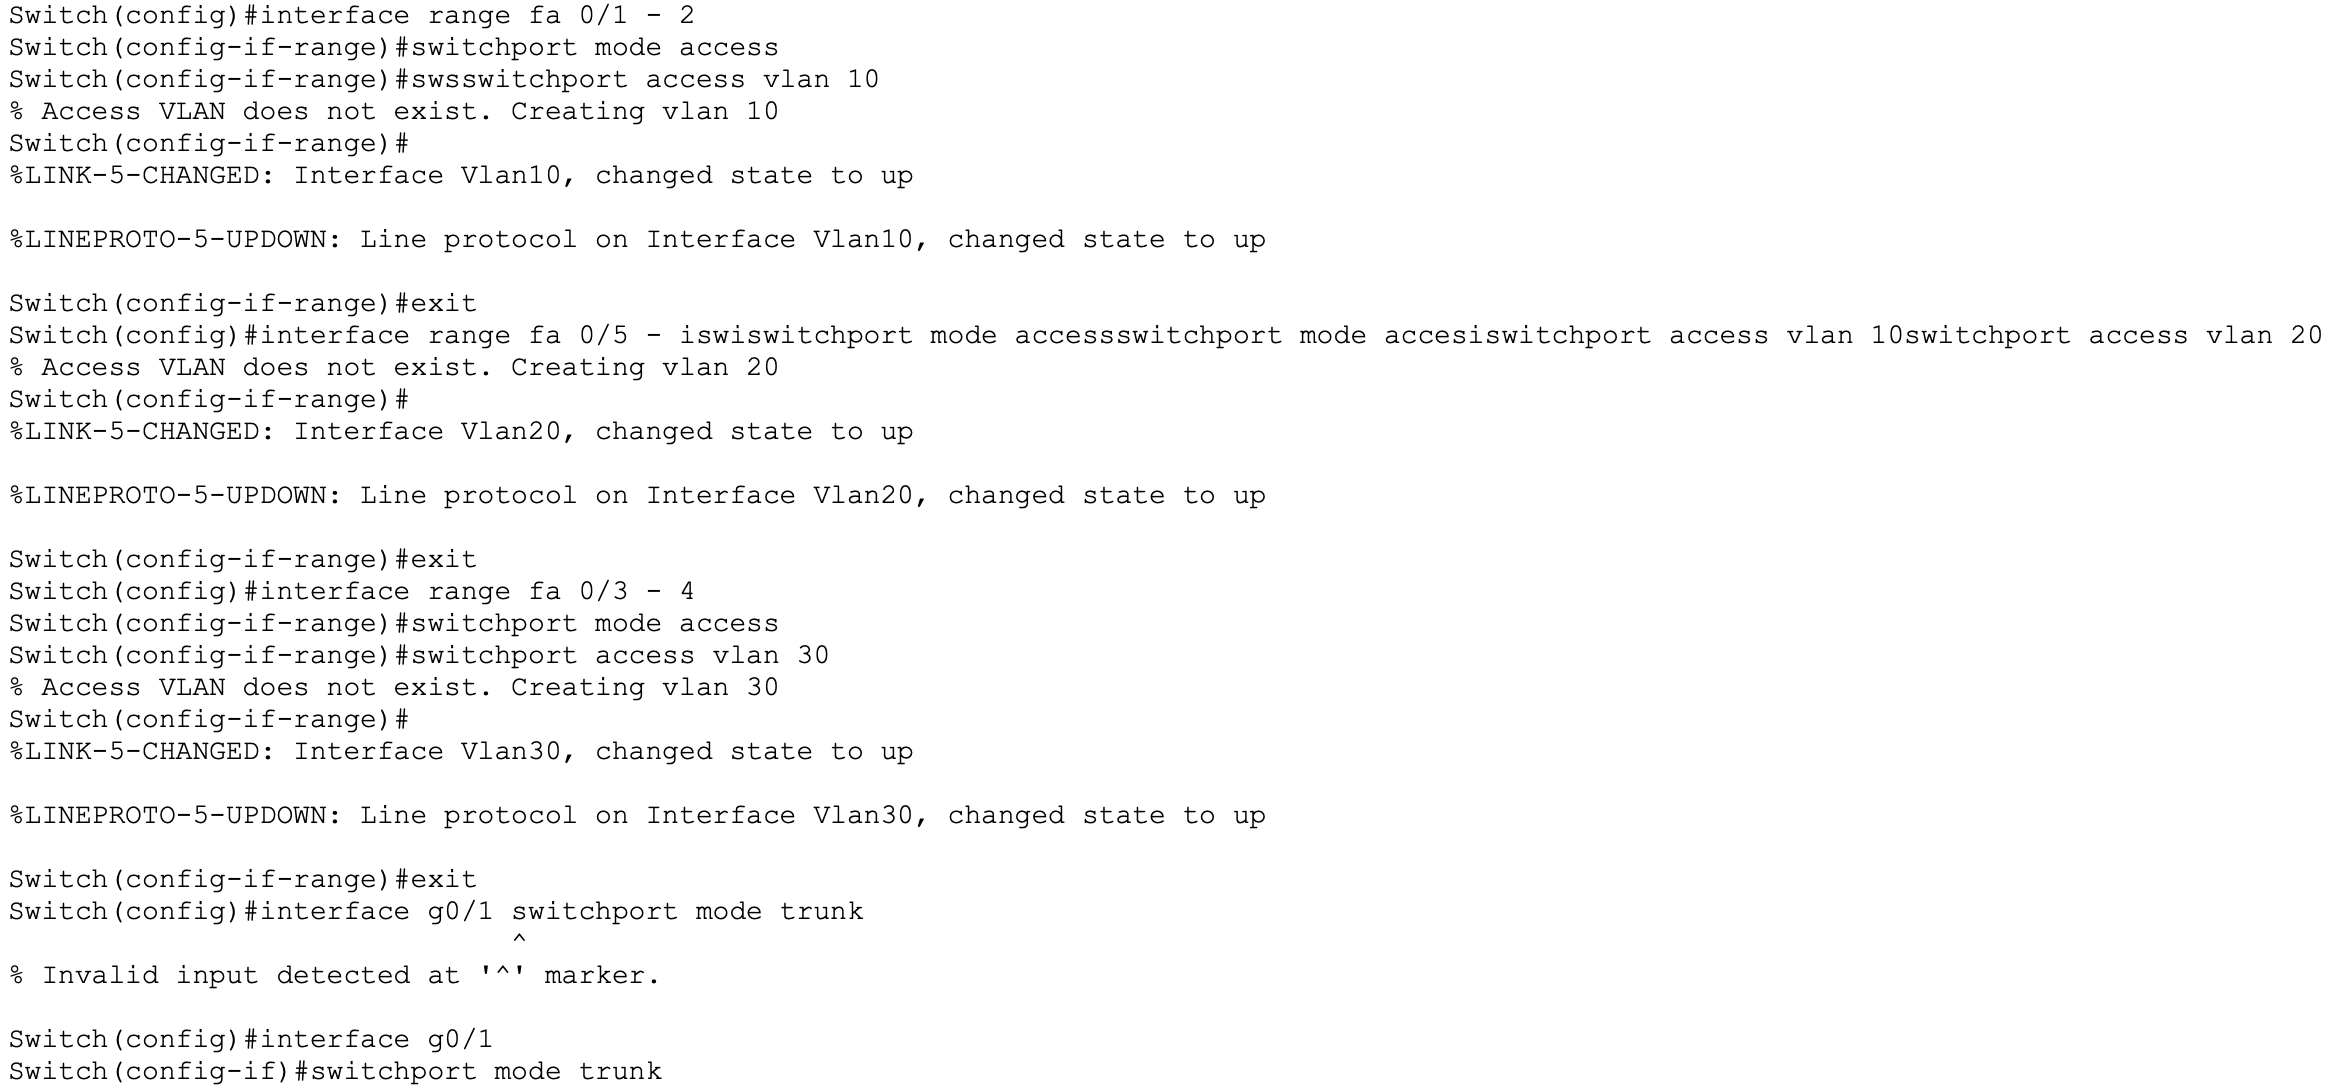 Switch(config)#interface range fa 0/1 - 2
Switch(config-if-range)#switchport mode access
Switch(config-if-range)#swsswitchport access vlan 10
% Access VLAN does not exist. Creating vlan 10
Switch(config-if-range)#
%LINK-5-CHANGED: Interface Vlan10, changed state to up
%LINEPROTO-5-UPDOWN: Line protocol on Interface Vlan10, changed state to up
Switch(config-if-range)#exit
Switch(config)#interface range fa 0/5 - iswiswitchport mode accessswitchport mode accesiswitchport access vlan 10switchport access vlan 20
% Access VLAN does not exist. Creating vlan 20
Switch(config-if-range)#
%LINK-5-CHANGED: Interface Vlan20, changed state to up
%LINEPROTO-5-UPDOWN: Line protocol on Interface Vlan20, changed state to up
Switch(config-if-range)#exit
Switch(config)#interface range fa 0/3 - 4
Switch(config-if-range)#switchport mode access
Switch(config-if-range)#switchport access vlan 30
% Access VLAN does not exist. Creating vlan 30
Switch(config-if-range)#
%LINK-5-CHANGED: Interface Vlan30, changed state to up
%LINEPROTO-5-UPDOWN: Line protocol on Interface Vlan30, changed state to up
Switch(config-if-range)#exit
Switch(config)#interface g0/1 switchport mode trunk
^
% Invalid input detected at '^' marker.
Switch(config)#interface g0/1
Switch(config-if)#switchport mode trunk